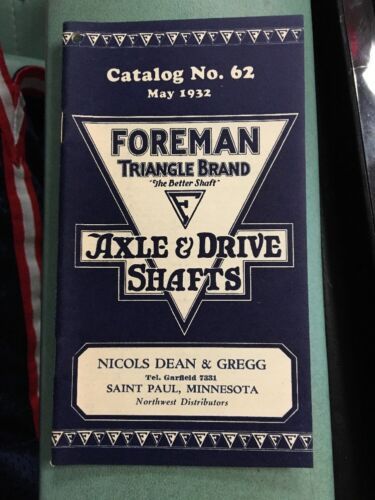 Catalog No. 62
May 1932
FOREMAN
TRIANGLE BRAND
"The Better Shaft"
F
AXLE & DRIVE
SHAFTS
NICOLS DEAN & GREGG
Tel. Garfield 7331
SAINT PAUL, MINNESOTA
Northwest Distributors